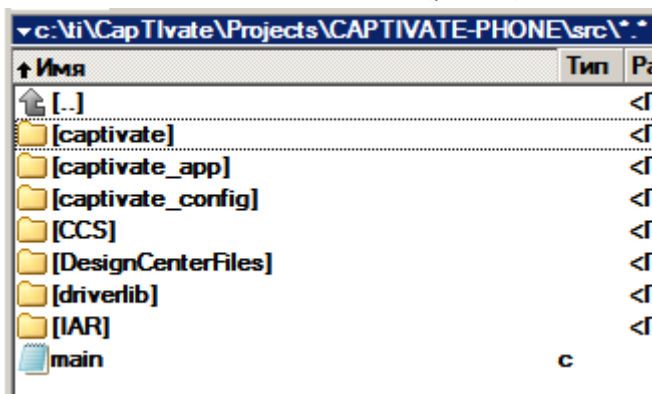 c:\ti\CapTIvate\Projects\CAPTIVATE-PHONE\src\*.*
Имя Тип
[..]
[captivate]
[captivate_app]
[captivate_config]
[CCS]
[DesignCenterFiles]
[driverlib]
[IAR]
main c